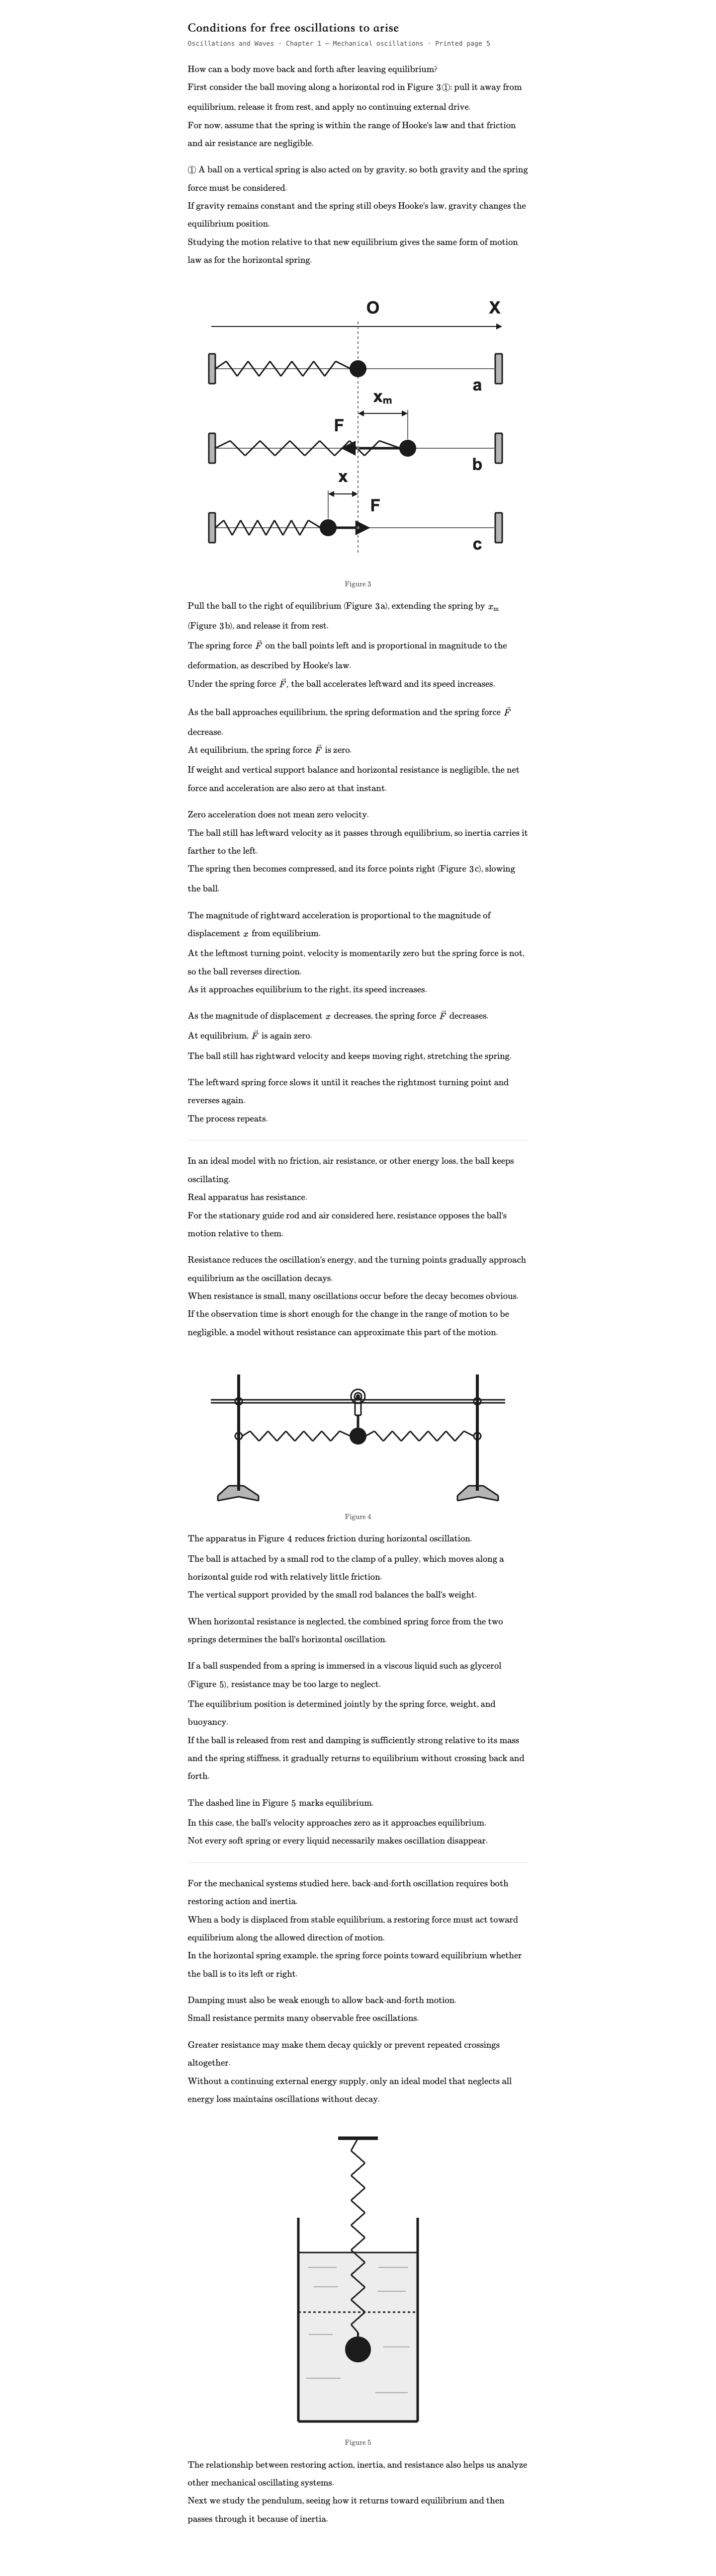 Conditions for free oscillations to arise
Oscillations and Waves · Chapter 1 — Mechanical oscillations · Printed page 5
How can a body move back and forth after leaving equilibrium?
First consider the ball moving along a horizontal rod in Figure 3①: pull it away from
equilibrium, release it from rest, and apply no continuing external drive.
For now, assume that the spring is within the range of Hooke's law and that friction
and air resistance are negligible.
① A ball on a vertical spring is also acted on by gravity, so both gravity and the spring
force must be considered.
If gravity remains constant and the spring still obeys Hooke's law, gravity changes the
equilibrium position.
Studying the motion relative to that new equilibrium gives the same form of motion
law as for the horizontal spring.
O X
a
xm
F
b
x
F
c
Figure 3
Pull the ball to the right of equilibrium (Figure 3a), extending the spring by xm
(Figure 3b), and release it from rest.
The spring force F⃗ on the ball points left and is proportional in magnitude to the
deformation, as described by Hooke's law.
Under the spring force F⃗, the ball accelerates leftward and its speed increases.
As the ball approaches equilibrium, the spring deformation and the spring force F⃗
decrease.
At equilibrium, the spring force F⃗ is zero.
If weight and vertical support balance and horizontal resistance is negligible, the net
force and acceleration are also zero at that instant.
Zero acceleration does not mean zero velocity.
The ball still has leftward velocity as it passes through equilibrium, so inertia carries it
farther to the left.
The spring then becomes compressed, and its force points right (Figure 3c), slowing
the ball.
The magnitude of rightward acceleration is proportional to the magnitude of
displacement x from equilibrium.
At the leftmost turning point, velocity is momentarily zero but the spring force is not,
so the ball reverses direction.
As it approaches equilibrium to the right, its speed increases.
As the magnitude of displacement x decreases, the spring force F⃗ decreases.
At equilibrium, F⃗ is again zero.
The ball still has rightward velocity and keeps moving right, stretching the spring.
The leftward spring force slows it until it reaches the rightmost turning point and
reverses again.
The process repeats.
In an ideal model with no friction, air resistance, or other energy loss, the ball keeps
oscillating.
Real apparatus has resistance.
For the stationary guide rod and air considered here, resistance opposes the ball's
motion relative to them.
Resistance reduces the oscillation's energy, and the turning points gradually approach
equilibrium as the oscillation decays.
When resistance is small, many oscillations occur before the decay becomes obvious.
If the observation time is short enough for the change in the range of motion to be
negligible, a model without resistance can approximate this part of the motion.
Figure 4
The apparatus in Figure 4 reduces friction during horizontal oscillation.
The ball is attached by a small rod to the clamp of a pulley, which moves along a
horizontal guide rod with relatively little friction.
The vertical support provided by the small rod balances the ball's weight.
When horizontal resistance is neglected, the combined spring force from the two
springs determines the ball's horizontal oscillation.
If a ball suspended from a spring is immersed in a viscous liquid such as glycerol
(Figure 5), resistance may be too large to neglect.
The equilibrium position is determined jointly by the spring force, weight, and
buoyancy.
If the ball is released from rest and damping is sufficiently strong relative to its mass
and the spring stiffness, it gradually returns to equilibrium without crossing back and
forth.
The dashed line in Figure 5 marks equilibrium.
In this case, the ball's velocity approaches zero as it approaches equilibrium.
Not every soft spring or every liquid necessarily makes oscillation disappear.
For the mechanical systems studied here, back-and-forth oscillation requires both
restoring action and inertia.
When a body is displaced from stable equilibrium, a restoring force must act toward
equilibrium along the allowed direction of motion.
In the horizontal spring example, the spring force points toward equilibrium whether
the ball is to its left or right.
Damping must also be weak enough to allow back-and-forth motion.
Small resistance permits many observable free oscillations.
Greater resistance may make them decay quickly or prevent repeated crossings
altogether.
Without a continuing external energy supply, only an ideal model that neglects all
energy loss maintains oscillations without decay.
Figure 5
The relationship between restoring action, inertia, and resistance also helps us analyze
other mechanical oscillating systems.
Next we study the pendulum, seeing how it returns toward equilibrium and then
passes through it because of inertia.